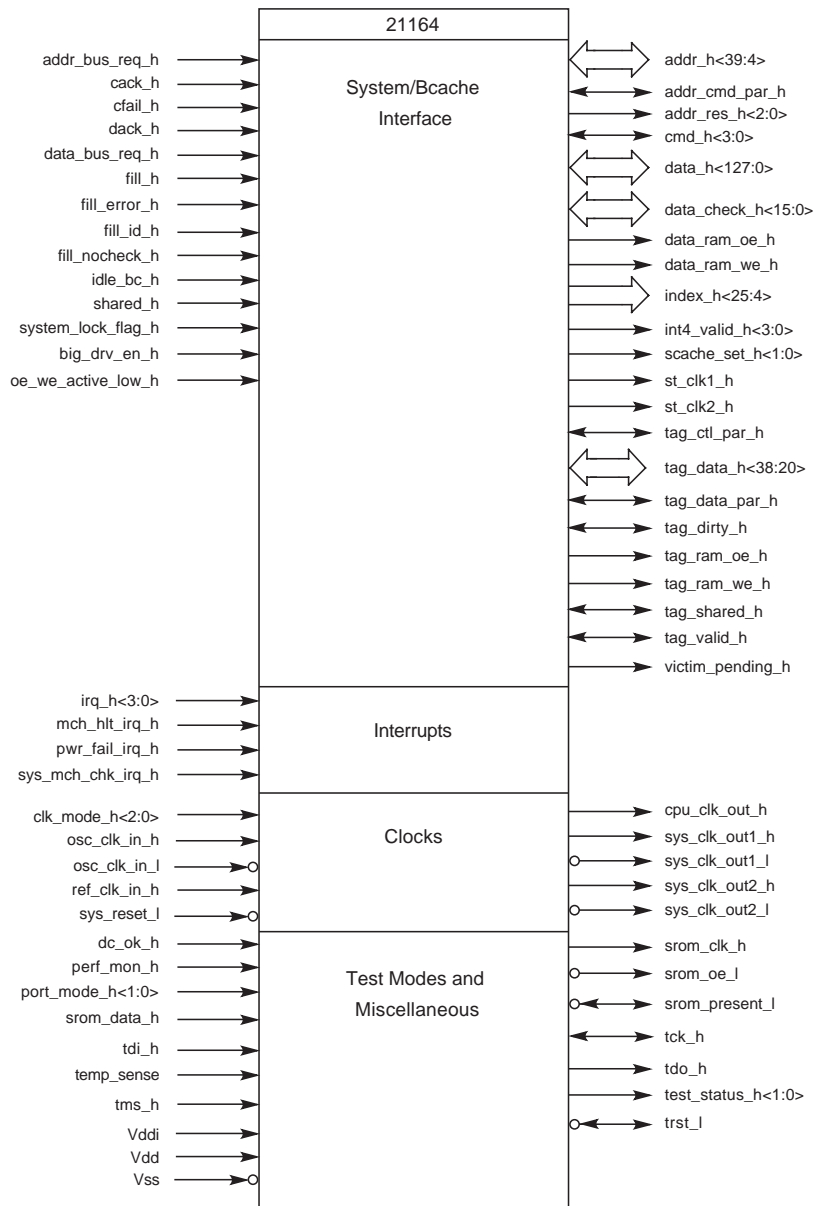 21164
System/Bcache
Interface
addr_bus_req_h
cack_h
cfail_h
dack_h
data_bus_req_h
fill_h
fill_error_h
fill_id_h
fill_nocheck_h
idle_bc_h
shared_h
system_lock_flag_h
big_drv_en_h
oe_we_active_low_h
addr_h<39:4>
addr_cmd_par_h
addr_res_h<2:0>
cmd_h<3:0>
data_h<127:0>
data_check_h<15:0>
data_ram_oe_h
data_ram_we_h
index_h<25:4>
int4_valid_h<3:0>
scache_set_h<1:0>
st_clk1_h
st_clk2_h
tag_ctl_par_h
tag_data_h<38:20>
tag_data_par_h
tag_dirty_h
tag_ram_oe_h
tag_ram_we_h
tag_shared_h
tag_valid_h
victim_pending_h
Interrupts
irq_h<3:0>
mch_hlt_irq_h
pwr_fail_irq_h
sys_mch_chk_irq_h
Clocks
clk_mode_h<2:0>
osc_clk_in_h
osc_clk_in_l
ref_clk_in_h
sys_reset_l
cpu_clk_out_h
sys_clk_out1_h
sys_clk_out1_l
sys_clk_out2_h
sys_clk_out2_l
Test Modes and
Miscellaneous
dc_ok_h
perf_mon_h
port_mode_h<1:0>
srom_data_h
tdi_h
temp_sense
tms_h
Vddi
Vdd
Vss
srom_clk_h
srom_oe_l
srom_present_l
tck_h
tdo_h
test_status_h<1:0>
trst_l